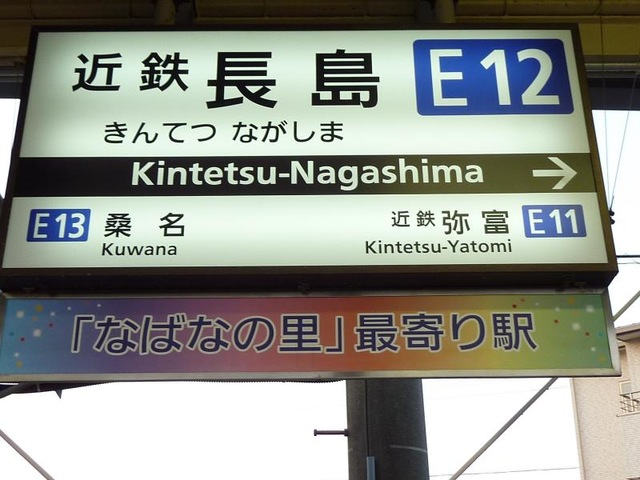 近鉄長島 E12
きんてつ ながしま
Kintetsu-Nagashima →
E13 桑名 近鉄弥富 E11
Kuwana Kintetsu-Yatomi
「なばなの里」最寄り駅